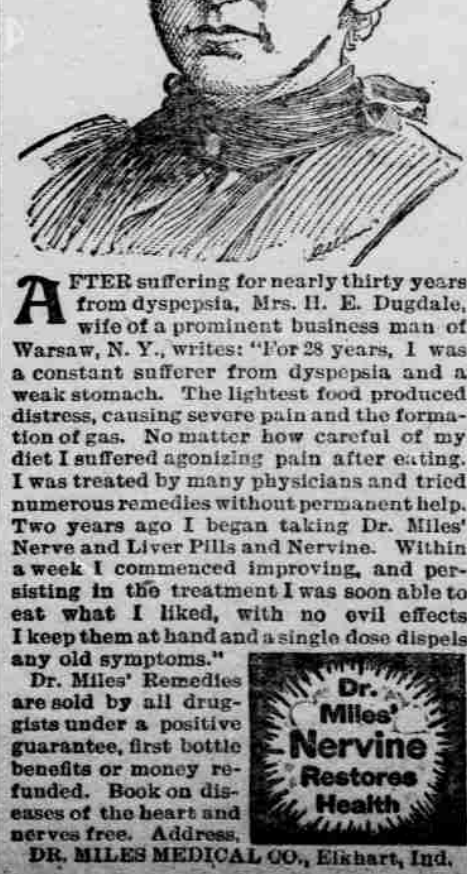 AFTER suffering for nearly thirty years
from dyspepsia, Mrs. H. E. Dugdale,
wife of a prominent business man of
Warsaw, N. Y., writes: "For 28 years, I was
a constant sufferer from dyspepsia and a
weak stomach. The lightest food produced
distress, causing severe pain and the forma-
tion of gas. No matter how careful of my
diet I suffered agonizing pain after eating.
I was treated by many physicians and tried
numerous remedies without permanent help.
Two years ago I began taking Dr. Miles'
Nerve and Liver Pills and Nervine. Within
a week I commenced improving, and per-
sisting in the treatment I was soon able to
eat what I liked, with no evil effects
I keep them at hand and a single dose dispels
any old symptoms."
Dr. Miles' Remedies
are sold by all drug-
gists under a positive
guarantee, first bottle
benefits or money re-
funded. Book on dis-
eases of the heart and
nerves free. Address,
Dr.
Miles'
Nervine
Restores
Health
DR. MILES MEDICAL CO., Elkhart, Ind.